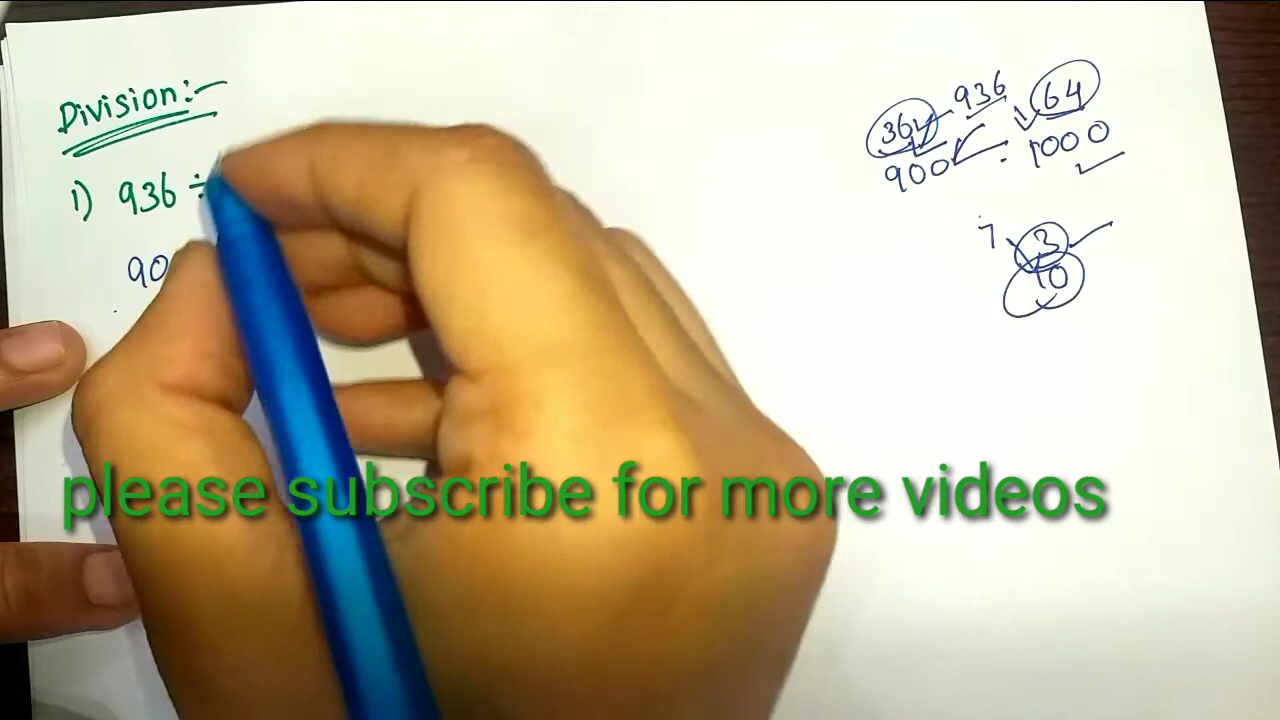 Division:-
1) 936 ÷
90
936 64
364
900 1000
7 3
10
please subscribe for more videos